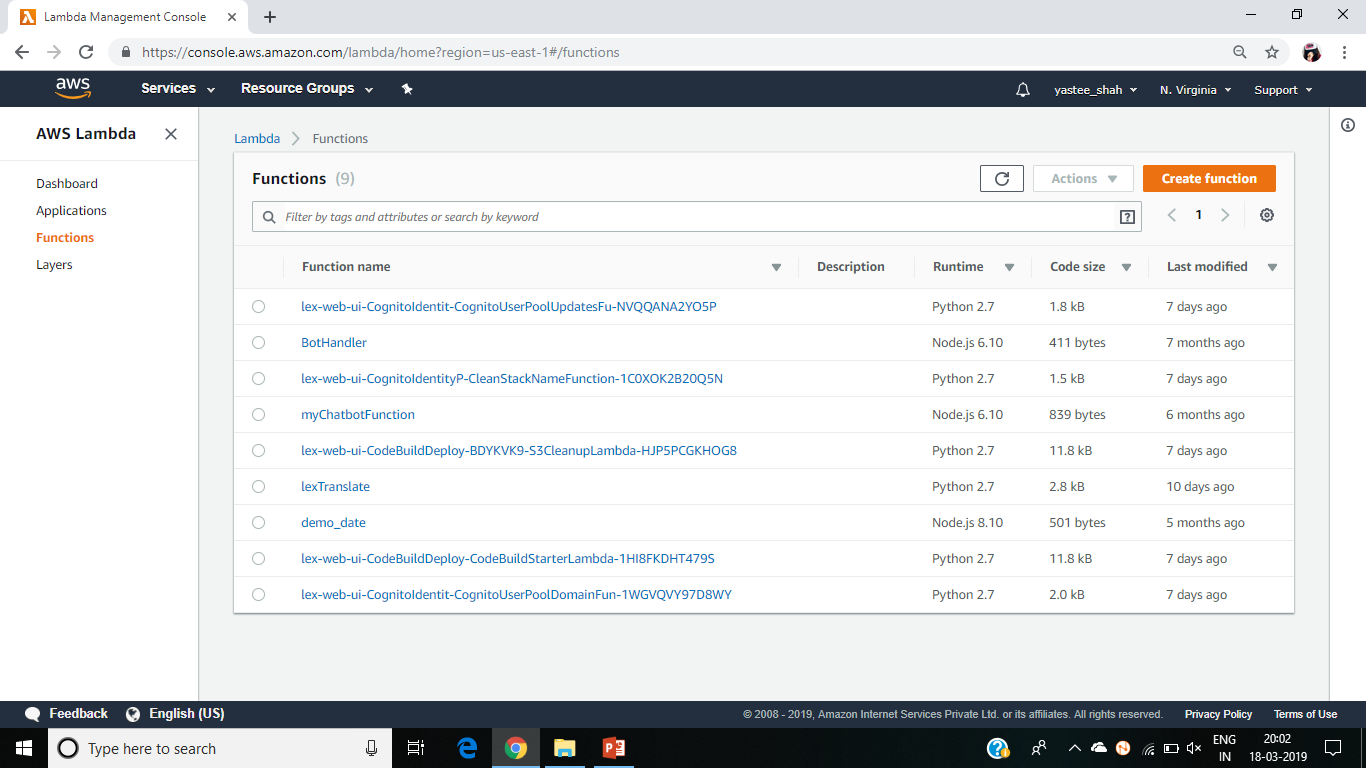 Lambda Management Console
https://console.aws.amazon.com/lambda/home?region=us-east-1#/functions
aws Services Resource Groups yastee_shah N. Virginia Support
AWS Lambda
Dashboard
Applications
Functions
Layers
Lambda Functions
Functions (9) Actions Create function
Filter by tags and attributes or search by keyword ? 1
Function name Description Runtime Code size Last modified
lex-web-ui-CognitoIdentit-CognitoUserPoolUpdatesFu-NVQQANA2YO5P Python 2.7 1.8 kB 7 days ago
BotHandler Node.js 6.10 411 bytes 7 months ago
lex-web-ui-CognitoIdentityP-CleanStackNameFunction-1C0XOK2B20Q5N Python 2.7 1.5 kB 7 days ago
myChatbotFunction Node.js 6.10 839 bytes 6 months ago
lex-web-ui-CodeBuildDeploy-BDYKVK9-S3CleanupLambda-HJP5PCGKHOG8 Python 2.7 11.8 kB 7 days ago
lexTranslate Python 2.7 2.8 kB 10 days ago
demo_date Node.js 8.10 501 bytes 5 months ago
lex-web-ui-CodeBuildDeploy-CodeBuildStarterLambda-1HI8FKDHT479S Python 2.7 11.8 kB 7 days ago
lex-web-ui-CognitoIdentit-CognitoUserPoolDomainFun-1WGVQVY97D8WY Python 2.7 2.0 kB 7 days ago
Feedback English (US) © 2008 - 2019, Amazon Internet Services Private Ltd. or its affiliates. All rights reserved. Privacy Policy Terms of Use
Type here to search ENG 20:02
IN 18-03-2019